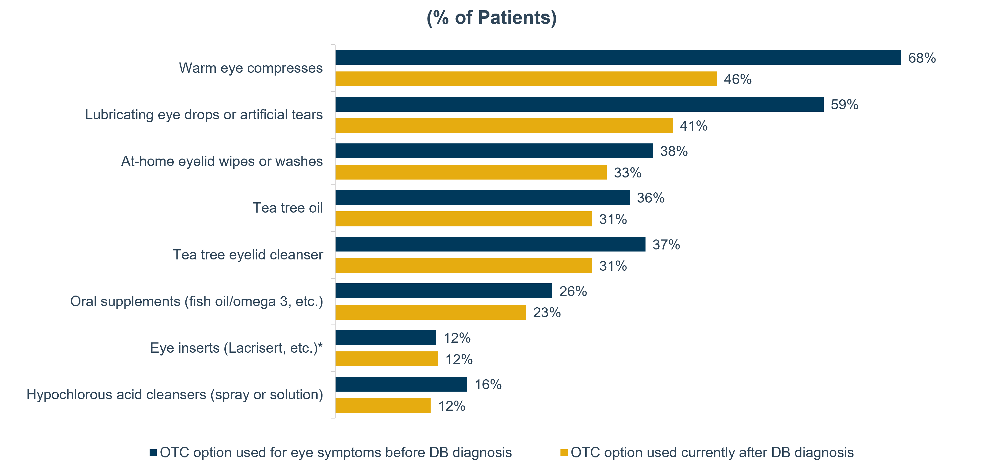 (% of Patients)
Warm eye compresses
68%
46%
Lubricating eye drops or artificial tears
59%
41%
At-home eyelid wipes or washes
38%
33%
Tea tree oil
36%
31%
Tea tree eyelid cleanser
37%
31%
Oral supplements (fish oil/omega 3, etc.)
26%
23%
Eye inserts (Lacrisert, etc.)*
12%
12%
Hypochlorous acid cleansers (spray or solution)
16%
12%
OTC option used for eye symptoms before DB diagnosis
OTC option used currently after DB diagnosis